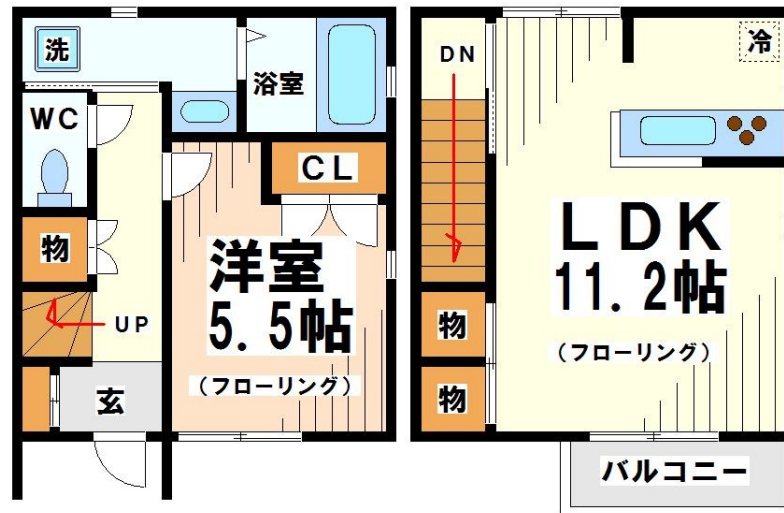 洗
浴室
WC
CL
物
洋室
5.5帖
(フローリング)
UP
玄
DN
冷
LDK
11.2帖
(フローリング)
物
物
バルコニー